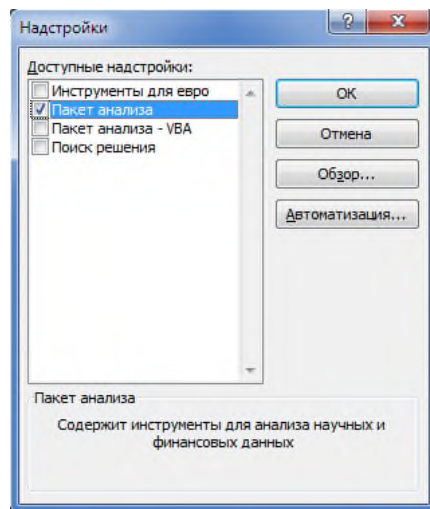 Надстройки
Доступные надстройки:
Инструменты для евро
Пакет анализа
Пакет анализа - VBA
Поиск решения
ОК
Отмена
Обзор...
Автоматизация...
Пакет анализа
Содержит инструменты для анализа научных и
финансовых данных